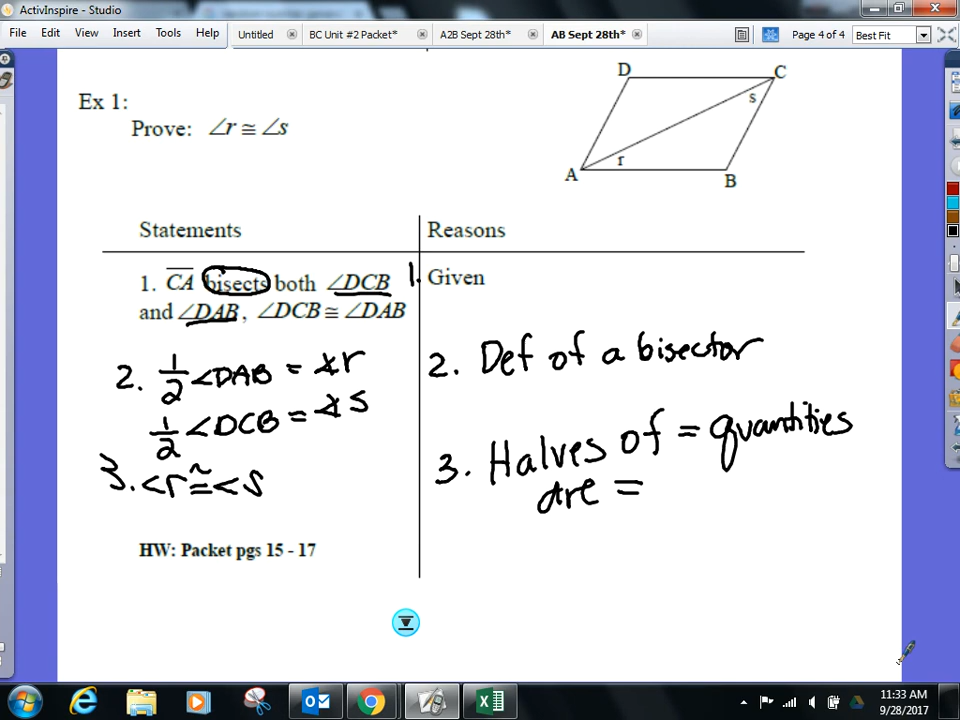 ActivInspire - Studio
File Edit View Insert Tools Help Untitled BC Unit #2 Packet* A2B Sept 28th* AB Sept 28th* Page 4 of 4 Best Fit
Ex 1:
Prove: ∠r ≅ ∠s
D C
s
r
A B
Statements Reasons
1. C̅A̅ bisects both ∠DCB 1. Given
and ∠DAB, ∠DCB ≅ ∠DAB
2. 1/2 <DAB = ∡r 2. Def of a bisector
1/2 <DCB = ∡s
3. <r ≅ <s 3. Halves of = quantities
are =
HW: Packet pgs 15 - 17
11:33 AM
9/28/2017